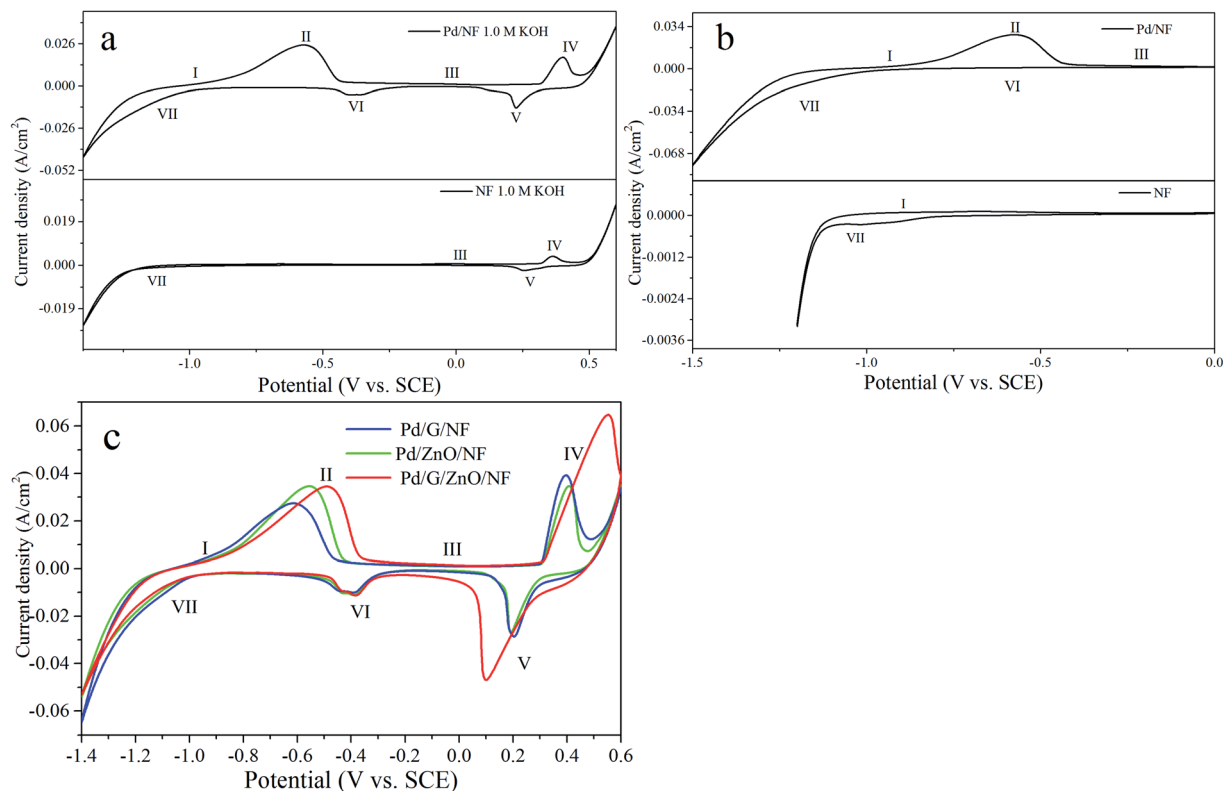 a
Pd/NF 1.0 M KOH
I
II
III
IV
V
VI
VII
0.026
0.000
-0.026
-0.052
NF 1.0 M KOH
III
IV
V
VII
0.019
0.000
-0.019
Current density (A/cm²)
-1.0
-0.5
0.0
0.5
Potential (V vs. SCE)
b
Pd/NF
I
II
III
VI
VII
0.034
0.000
-0.034
-0.068
NF
I
VII
0.0000
-0.0012
-0.0024
-0.0036
Current density (A/cm²)
-1.5
-1.0
-0.5
0.0
Potential (V vs. SCE)
c
Pd/G/NF
Pd/ZnO/NF
Pd/G/ZnO/NF
I
II
III
IV
V
VI
VII
0.06
0.04
0.02
0.00
-0.02
-0.04
-0.06
Current density (A/cm²)
-1.4
-1.2
-1.0
-0.8
-0.6
-0.4
-0.2
0.0
0.2
0.4
0.6
Potential (V vs. SCE)